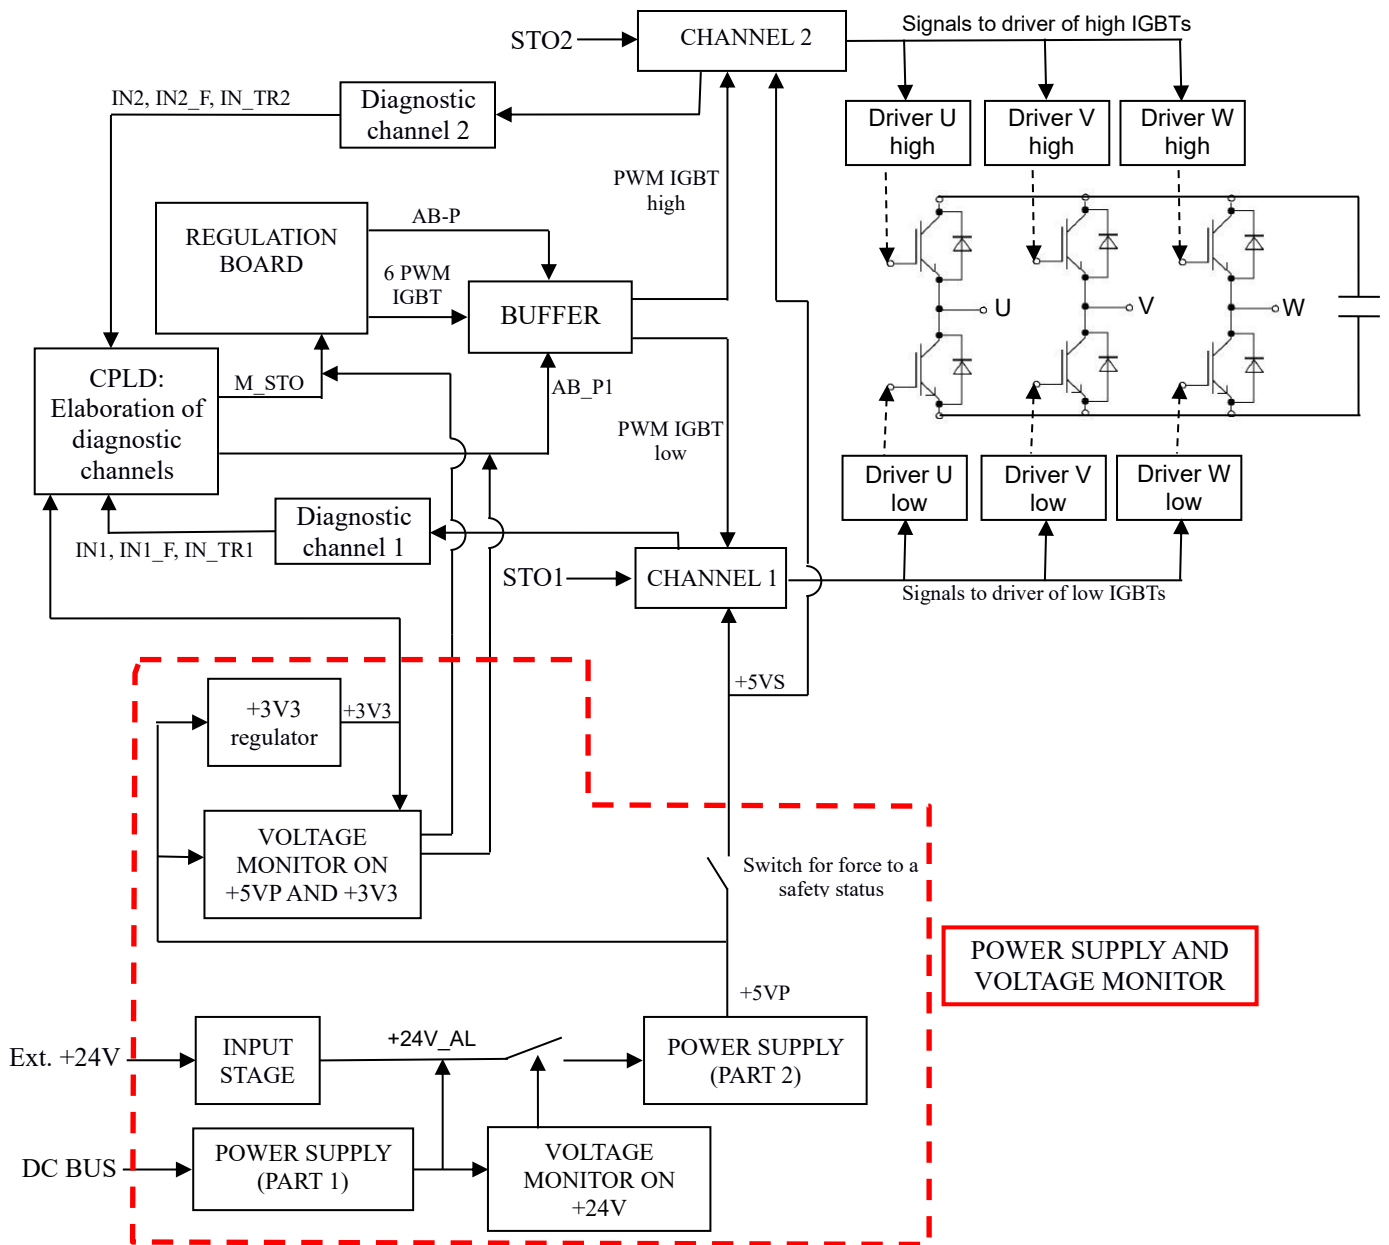 Signals to driver of high IGBTs
STO2
CHANNEL 2
IN2, IN2_F, IN_TR2
Diagnostic
channel 2
Driver U
high
Driver V
high
Driver W
high
PWM IGBT
high
REGULATION
BOARD
AB-P
6 PWM
IGBT
BUFFER
U
V
W
CPLD:
Elaboration of
diagnostic
channels
M_STO
AB_P1
PWM IGBT
low
Driver U
low
Driver V
low
Driver W
low
Diagnostic
channel 1
IN1, IN1_F, IN_TR1
STO1
CHANNEL 1
Signals to driver of low IGBTs
+5VS
+3V3
regulator
+3V3
VOLTAGE
MONITOR ON
+5VP AND +3V3
Switch for force to a
safety status
POWER SUPPLY AND
VOLTAGE MONITOR
+5VP
Ext. +24V
INPUT
STAGE
+24V_AL
POWER SUPPLY
(PART 2)
DC BUS
POWER SUPPLY
(PART 1)
VOLTAGE
MONITOR ON
+24V